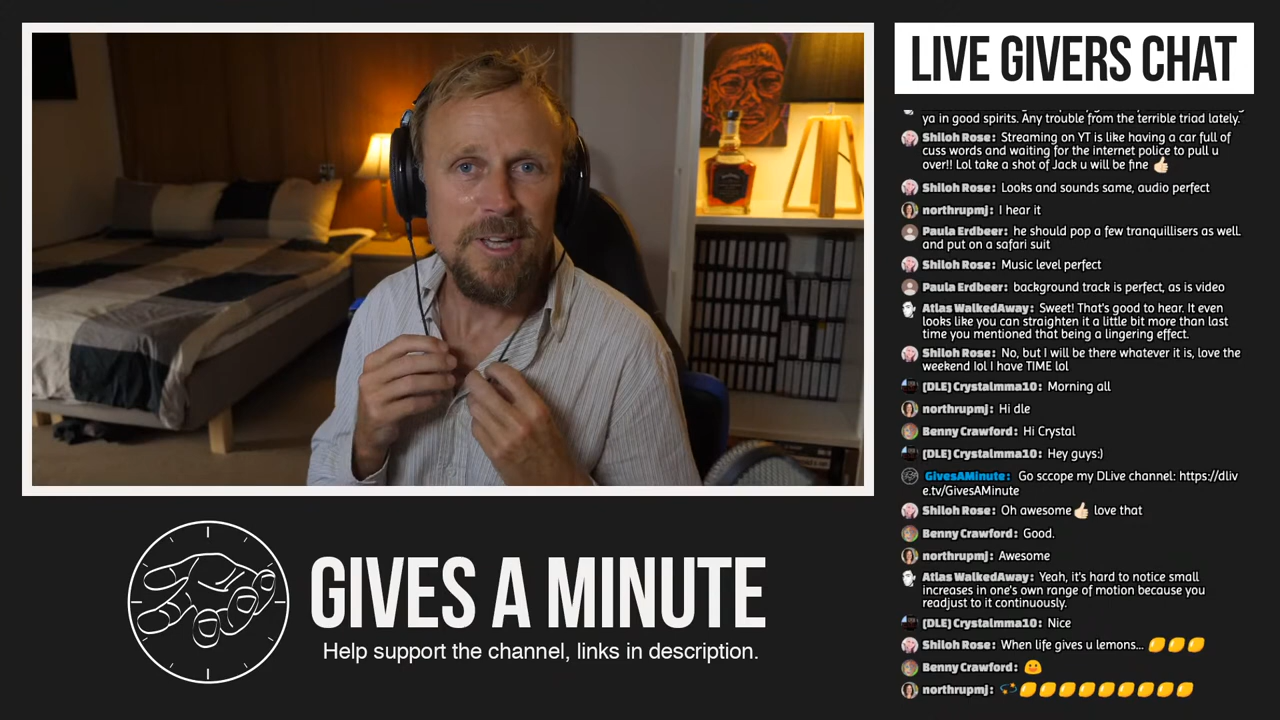 LIVE GIVERS CHAT
ya in good spirits. Any trouble from the terrible triad lately.
Shiloh Rose: Streaming on YT is like having a car full of
cuss words and waiting for the internet police to pull u
over!! Lol take a shot of Jack u will be fine 👍🏻
Shiloh Rose: Looks and sounds same, audio perfect
northrupmj: I hear it
Paula Erdbeer: he should pop a few tranquillisers as well.
and put on a safari suit
Shiloh Rose: Music level perfect
Paula Erdbeer: background track is perfect, as is video
Atlas WalkedAway: Sweet! That's good to hear. It even
looks like you can straighten it a little bit more than last
time you mentioned that being a lingering effect.
Shiloh Rose: No, but I will be there whatever it is, love the
weekend lol I have TIME lol
(DLE) Crystalmma10: Morning all
northrupmj: Hi dle
Benny Crawford: Hi Crystal
(DLE) Crystalmma10: Hey guys:)
GivesAMinute: Go sccope my DLive channel: https://dliv
e.tv/GivesAMinute
Shiloh Rose: Oh awesome 👍🏻 love that
Benny Crawford: Good.
northrupmj: Awesome
Atlas WalkedAway: Yeah, it's hard to notice small
increases in one's own range of motion because you
readjust to it continuously.
(DLE) Crystalmma10: Nice
Shiloh Rose: When life gives u lemons... 🍋🍋🍋
Benny Crawford: 🙂
northrupmj: 💫🍋🍋🍋🍋🍋🍋🍋🍋🍋
GIVES A MINUTE
Help support the channel, links in description.